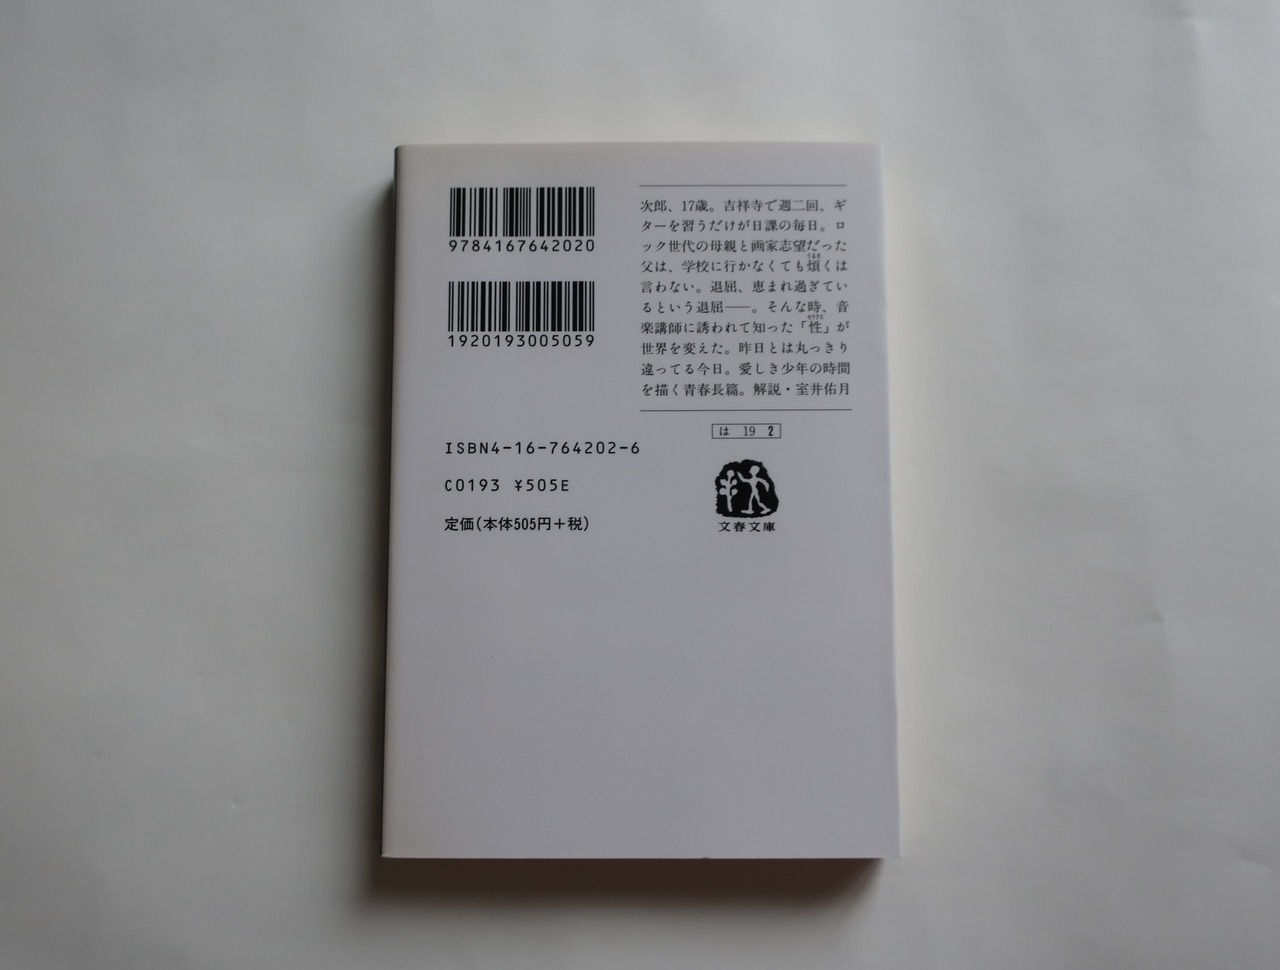 9784167642020
1920193005059
ISBN4-16-764202-6
C0193 ¥505E
定価(本体505円+税)
次郎、17歳。吉祥寺で週二回、ギ
ターを習うだけが日課の毎日。ロ
ック世代の母親と画家志望だった
うるさ
父は、学校に行かなくても煩くは
言わない。退屈、恵まれ過ぎてい
るという退屈——。そんな時、音
セックス
楽講師に誘われて知った「性」が
世界を変えた。昨日とは丸っきり
違ってる今日。愛しき少年の時間
を描く青春長篇。解説・室井佑月
は 19 2
文春文庫